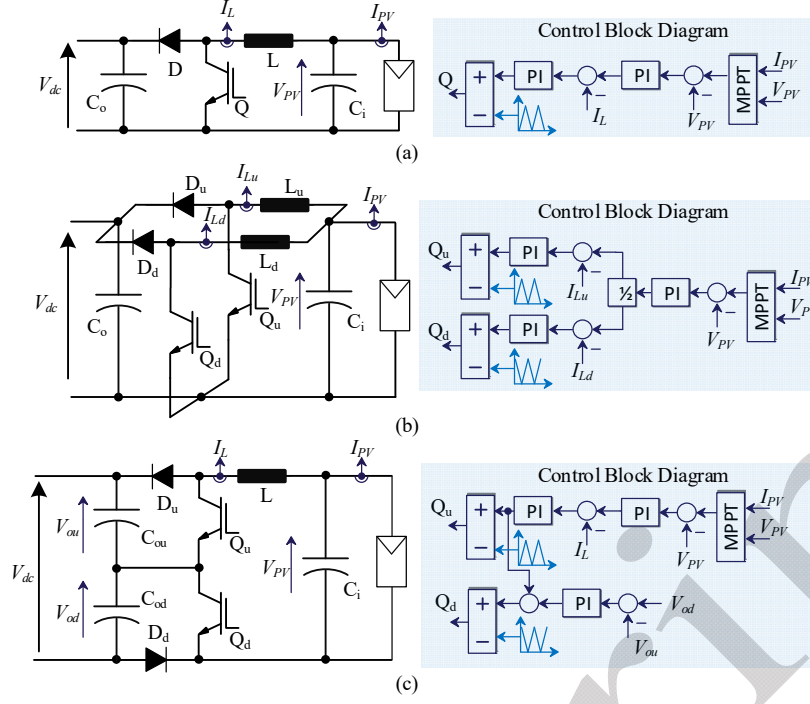 I_L
I_PV
D
L
V_dc
C_o
Q
V_PV
C_i
Control Block Diagram
Q
+
−
PI
−
I_L
PI
−
V_PV
MPPT
I_PV
V_PV
(a)
D_u
I_Lu
L_u
I_PV
I_Ld
D_d
L_d
V_dc
C_o
Q_u
Q_d
V_PV
C_i
Control Block Diagram
Q_u
+
−
PI
−
I_Lu
½
PI
−
V_PV
MPPT
I_PV
V_P
Q_d
+
−
PI
−
I_Ld
(b)
I_L
I_PV
D_u
L
V_ou
C_ou
Q_u
V_dc
V_PV
C_i
V_od
C_od
Q_d
D_d
Control Block Diagram
Q_u
+
−
PI
−
I_L
PI
−
V_PV
MPPT
I_PV
V_PV
Q_d
+
−
PI
−
V_od
V_ou
(c)